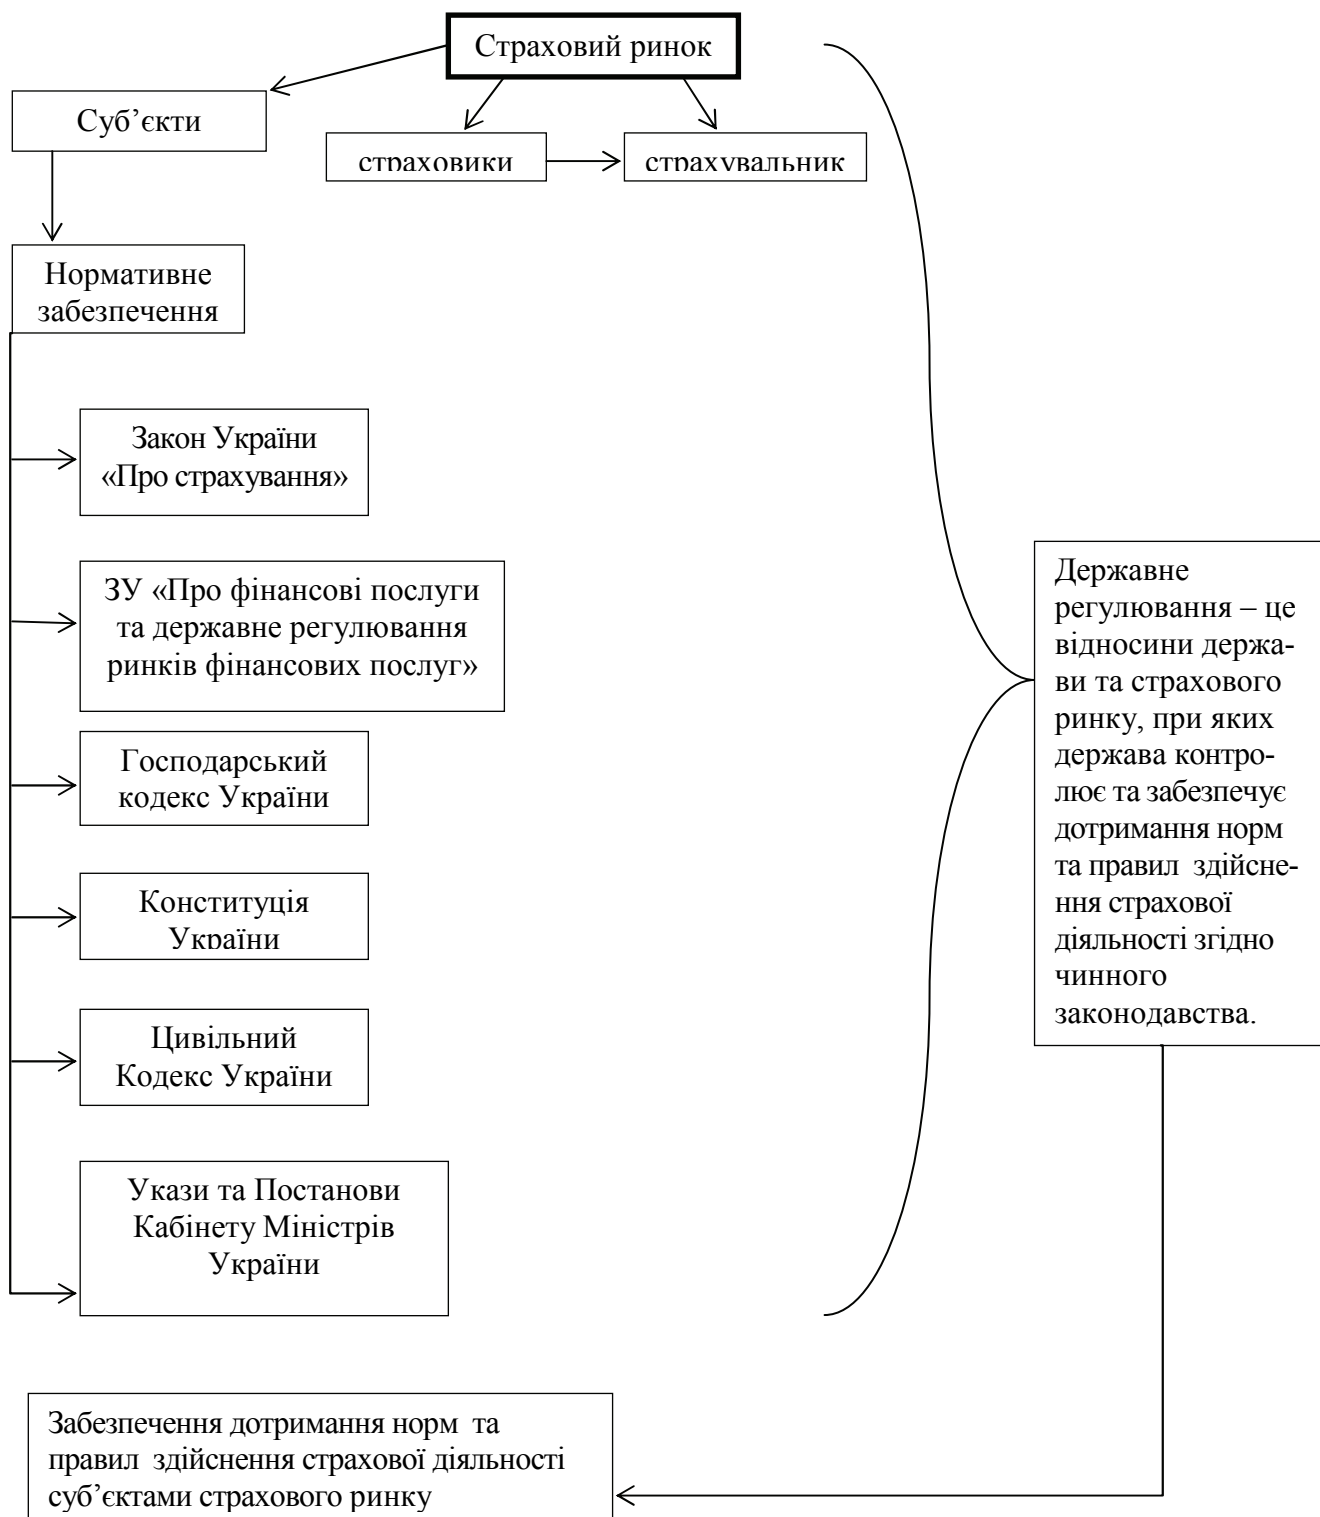 Страховий ринок
Суб’єкти
страховики
страхувальник
Нормативне
забезпечення
Закон України
«Про страхування»
ЗУ «Про фінансові послуги
та державне регулювання
ринків фінансових послуг»
Господарський
кодекс України
Конституція
України
Цивільний
Кодекс України
Укази та Постанови
Кабінету Міністрів
України
Державне
регулювання – це
відносини держа-
ви та страхового
ринку, при яких
держава контро-
лює та забезпечує
дотримання норм
та правил здійсне-
ння страхової
діяльності згідно
чинного
законодавства.
Забезпечення дотримання норм та
правил здійснення страхової діяльності
суб’єктами страхового ринку